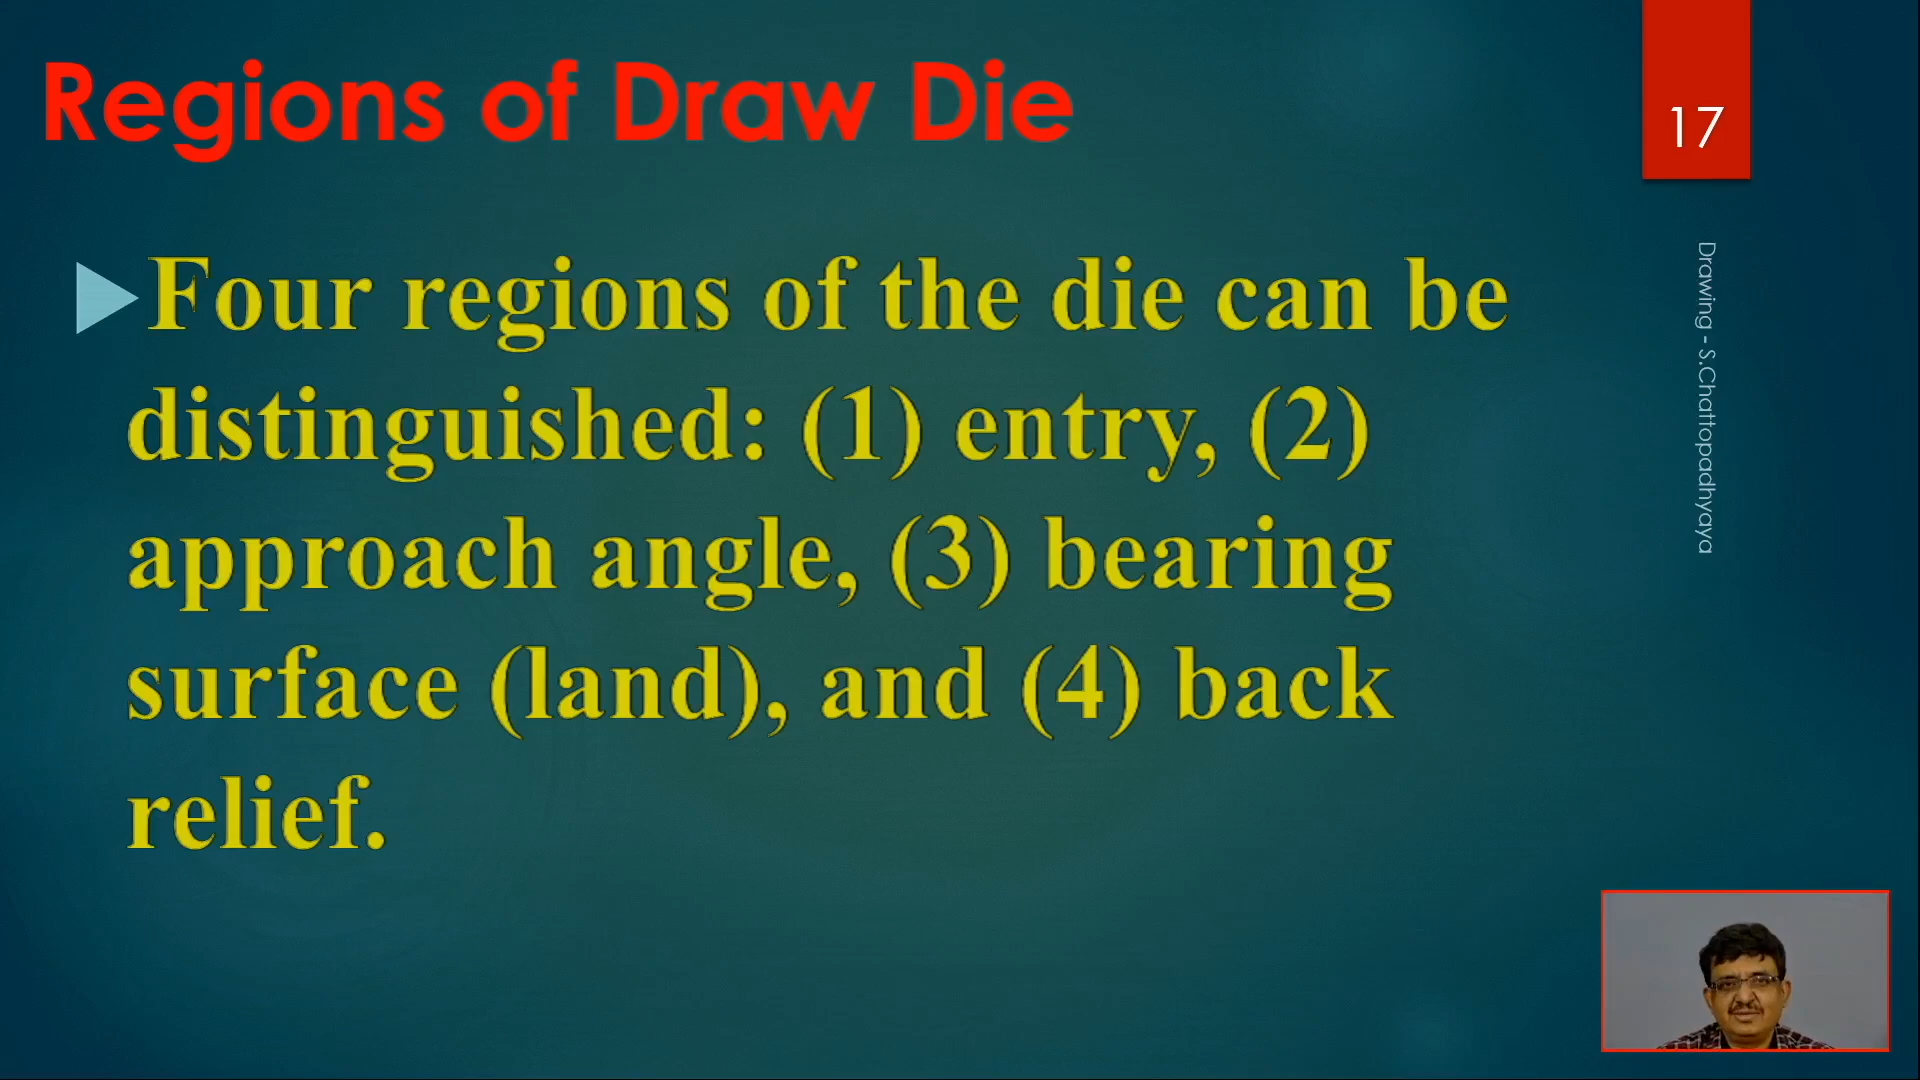 Regions of Draw Die
17
Four regions of the die can be
distinguished: (1) entry, (2)
approach angle, (3) bearing
surface (land), and (4) back
relief.
Drawing - S.Chattopadhyaya